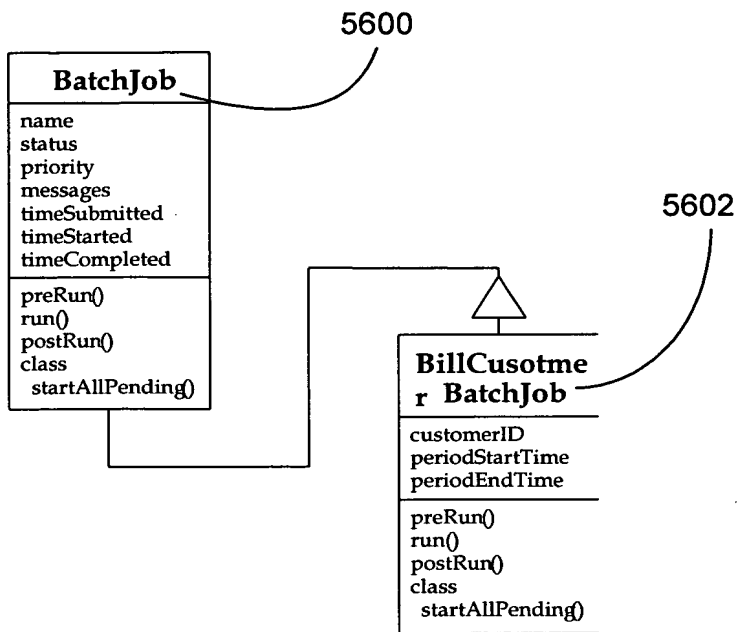 5600
BatchJob
name
status
priority
messages
timeSubmitted
timeStarted
timeCompleted
preRun()
run()
postRun()
class
startAllPending()
5602
BillCusotme
r BatchJob
customerID
periodStartTime
periodEndTime
preRun()
run()
postRun()
class
startAllPending()